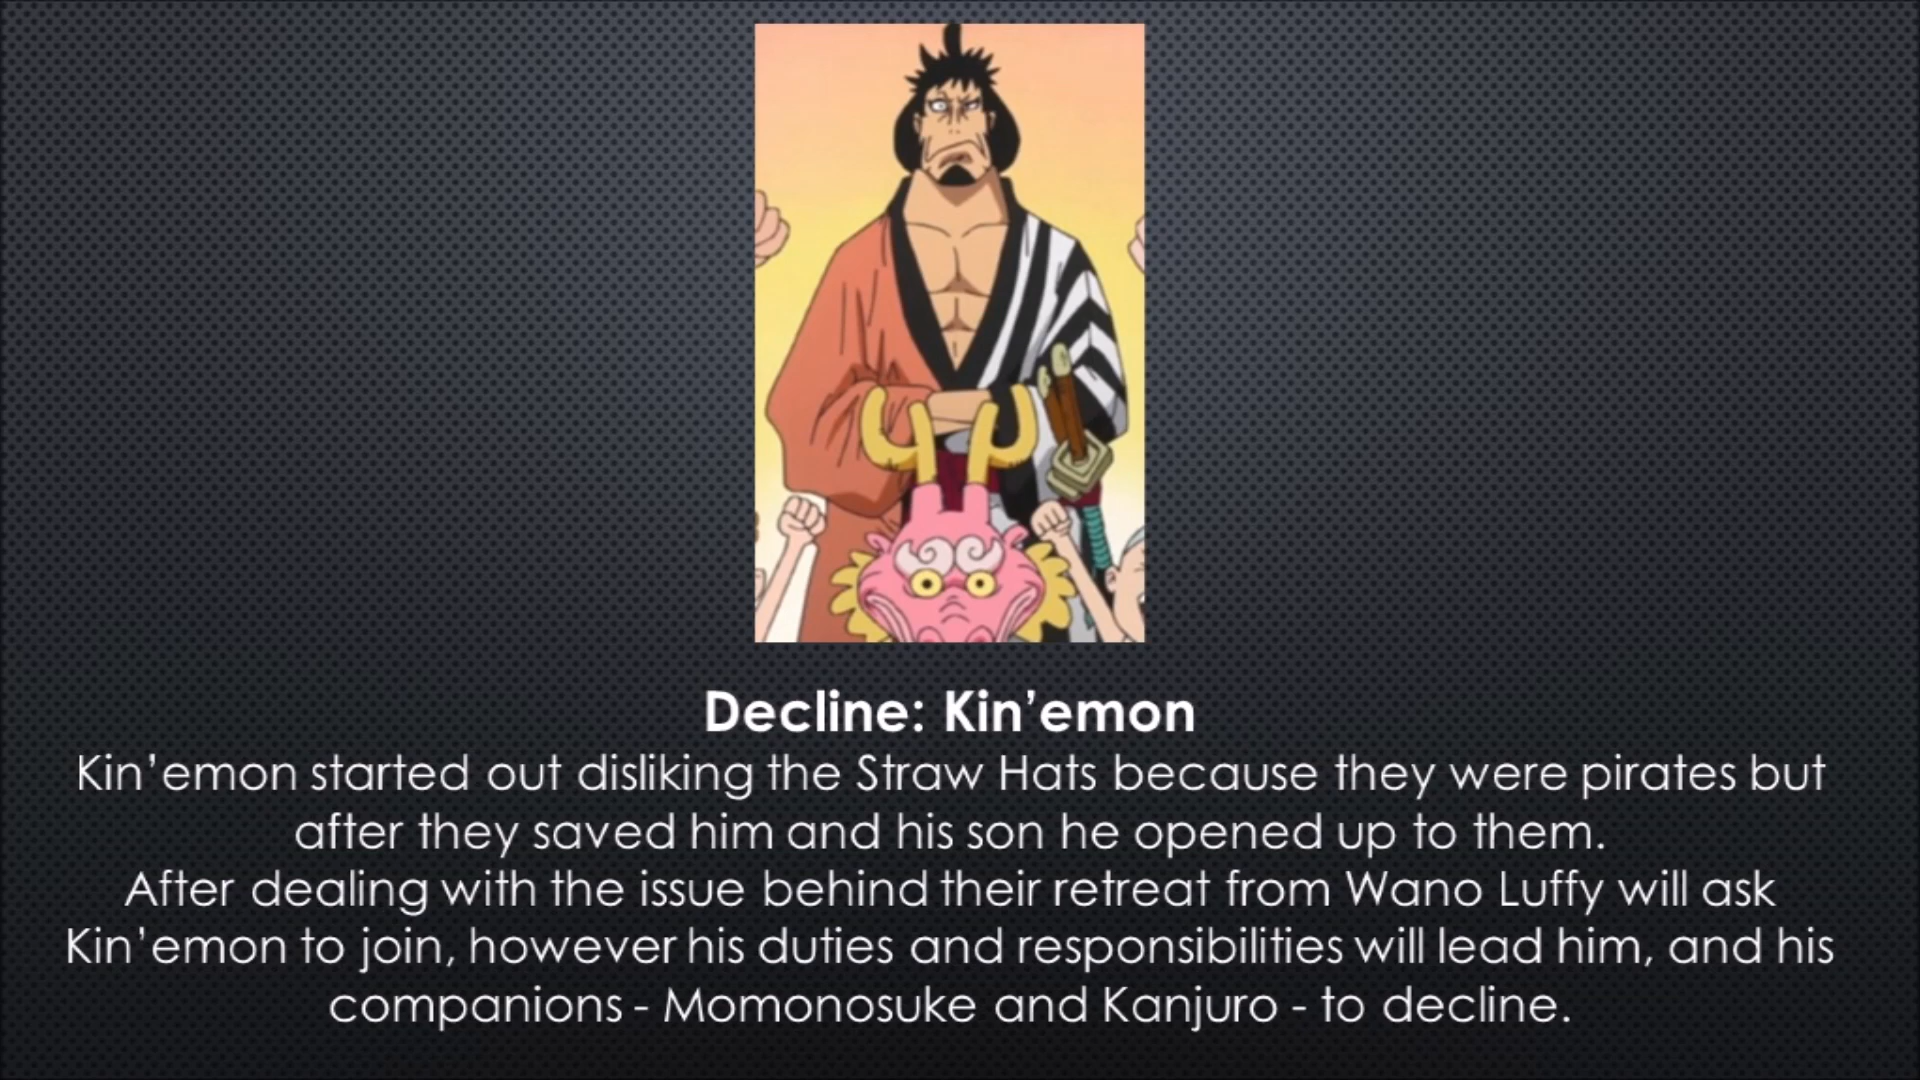 Decline: Kin’emon
Kin’emon started out disliking the Straw Hats because they were pirates but
after they saved him and his son he opened up to them.
After dealing with the issue behind their retreat from Wano Luffy will ask
Kin’emon to join, however his duties and responsibilities will lead him, and his
companions - Momonosuke and Kanjuro - to decline.